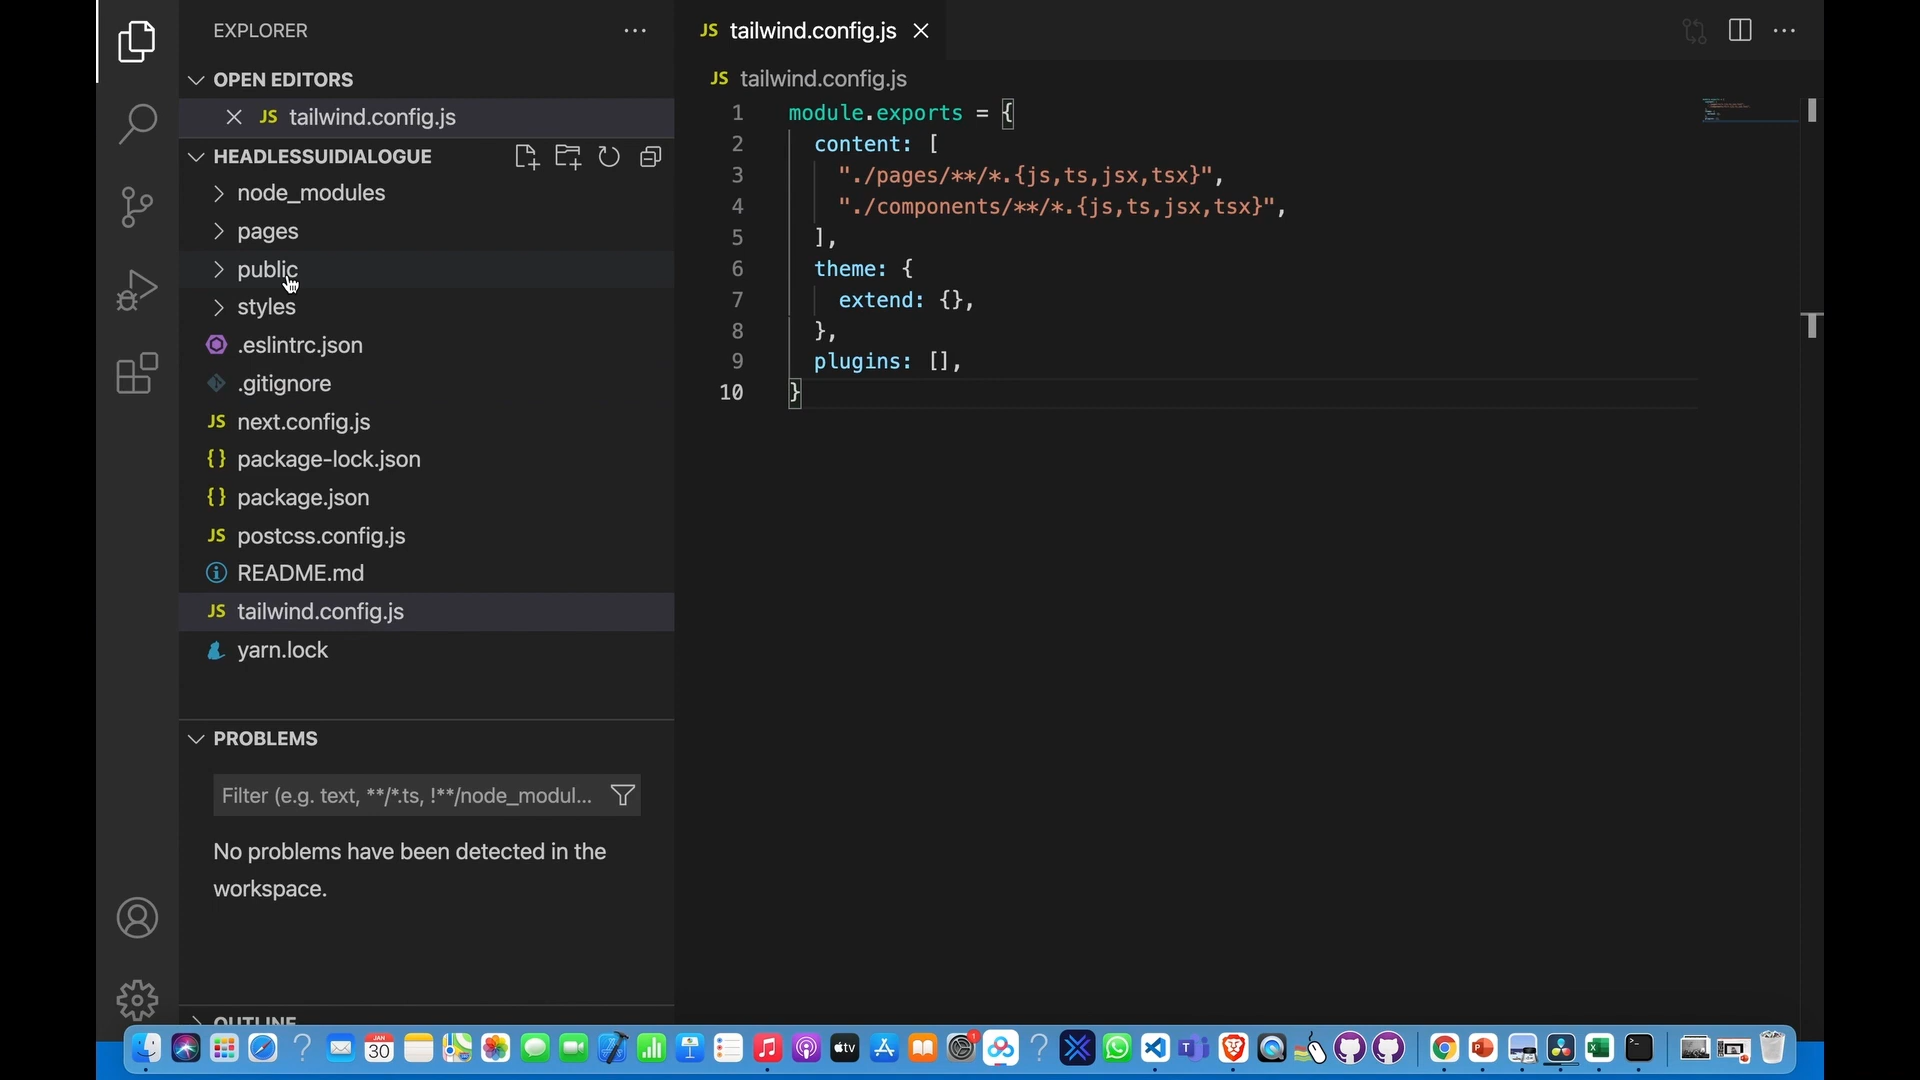 EXPLORER
OPEN EDITORS
JS tailwind.config.js
HEADLESSUIDIALOGUE
node_modules
pages
public
styles
.eslintrc.json
.gitignore
JS next.config.js
{} package-lock.json
{} package.json
JS postcss.config.js
README.md
JS tailwind.config.js
yarn.lock
PROBLEMS
Filter (e.g. text, **/*.ts, !**/node_modul...
No problems have been detected in the
workspace.
OUTLINE
JS tailwind.config.js
JS tailwind.config.js
1 module.exports = {
2 content: [
3 "./pages/**/*.{js,ts,jsx,tsx}",
4 "./components/**/*.{js,ts,jsx,tsx}",
5 ],
6 theme: {
7 extend: {},
8 },
9 plugins: [],
10 }
JAN
30
tv
1